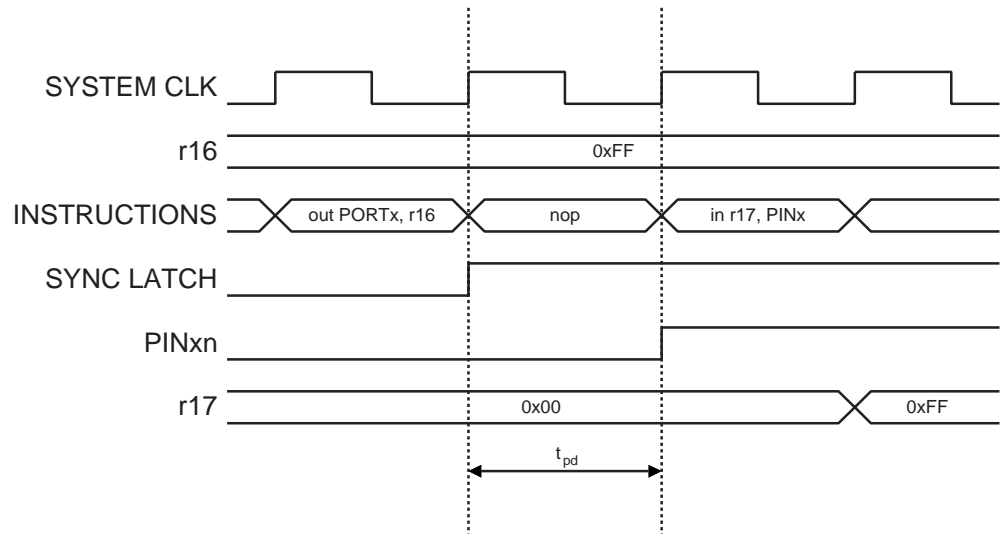 SYSTEM CLK
r16
0xFF
INSTRUCTIONS
out PORTx, r16
nop
in r17, PINx
SYNC LATCH
PINxn
r17
0x00
0xFF
tpd